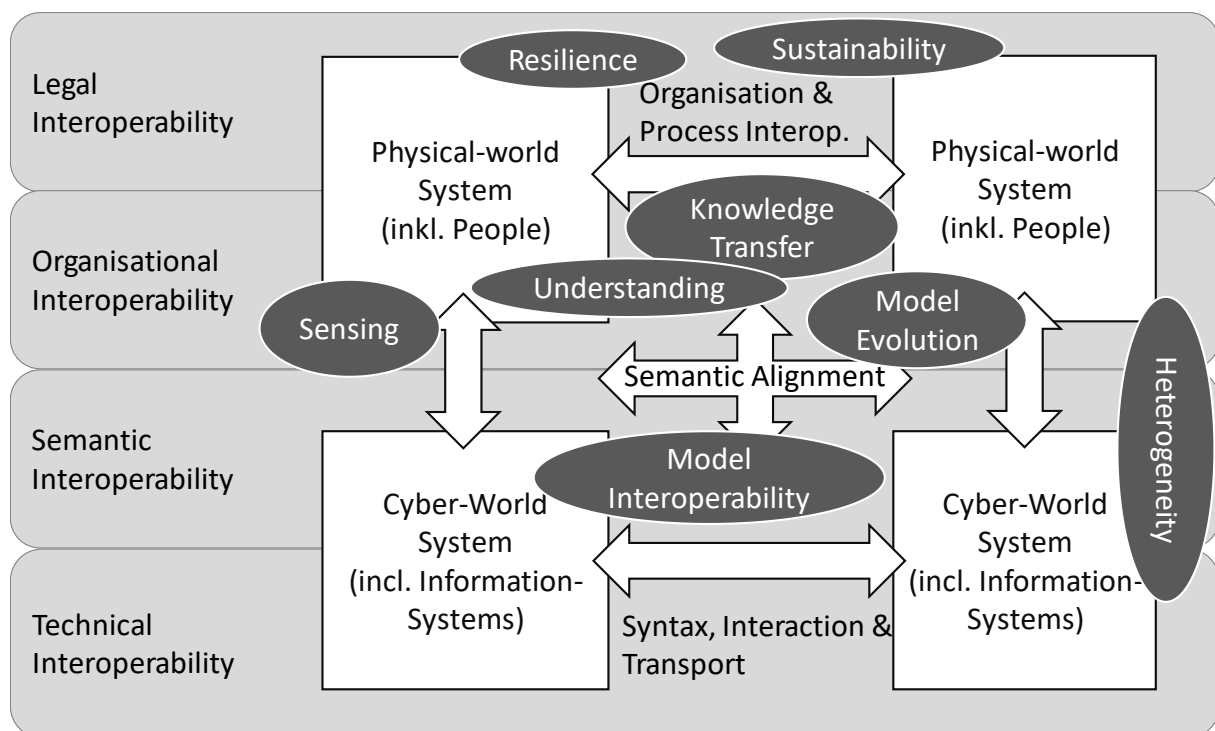 Legal
Interoperability
Organisational
Interoperability
Semantic
Interoperability
Technical
Interoperability
Resilience
Sustainability
Organisation &
Process Interop.
Physical-world
System
(inkl. People)
Physical-world
System
(inkl. People)
Knowledge
Transfer
Understanding
Sensing
Model
Evolution
Semantic Alignment
Heterogeneity
Model
Interoperability
Cyber-World
System
(incl. Information-
Systems)
Cyber-World
System
(incl. Information-
Systems)
Syntax, Interaction &
Transport